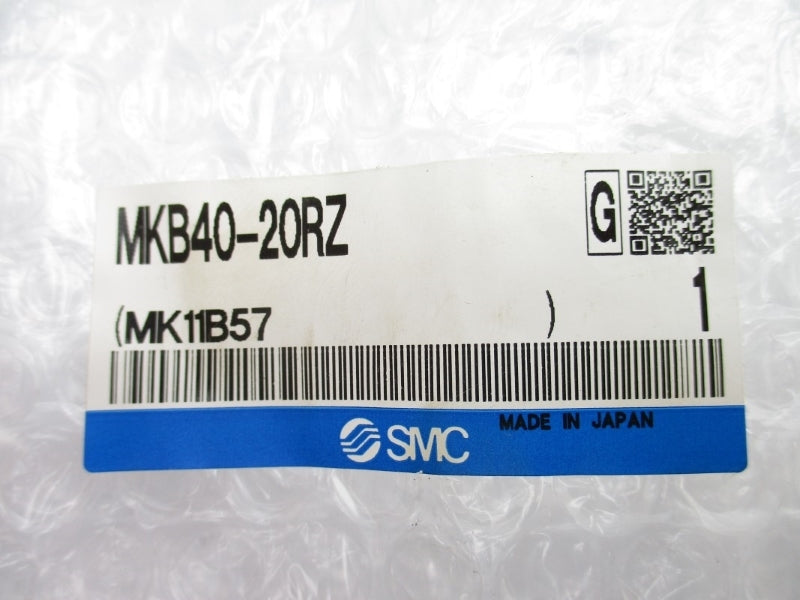 MKB40-20RZ G
(MK11B57 ) 1
SMC MADE IN JAPAN